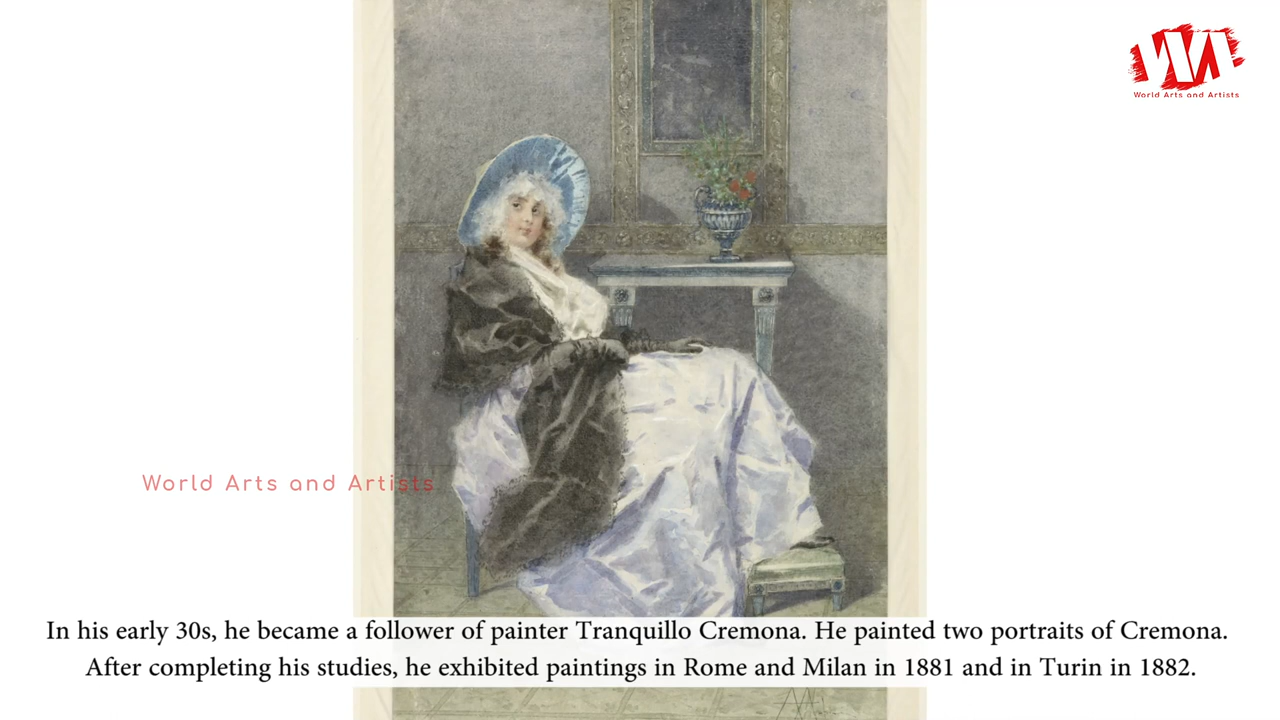 World Arts and Artists
World Arts and Artists
In his early 30s, he became a follower of painter Tranquillo Cremona. He painted two portraits of Cremona.
After completing his studies, he exhibited paintings in Rome and Milan in 1881 and in Turin in 1882.